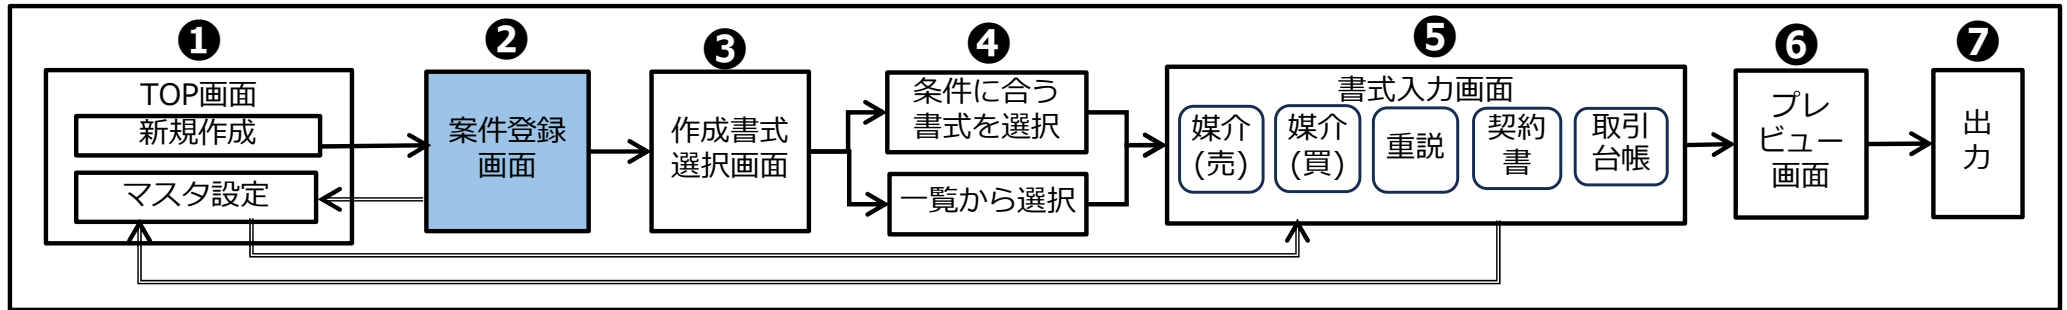 ❶
TOP画面
新規作成
マスタ設定
❷
案件登録
画面
❸
作成書式
選択画面
❹
条件に合う
書式を選択
一覧から選択
❺
書式入力画面
媒介
(売)
媒介
(買)
重説
契約
書
取引
台帳
❻
プレ
ビュー
画面
❼
出
力